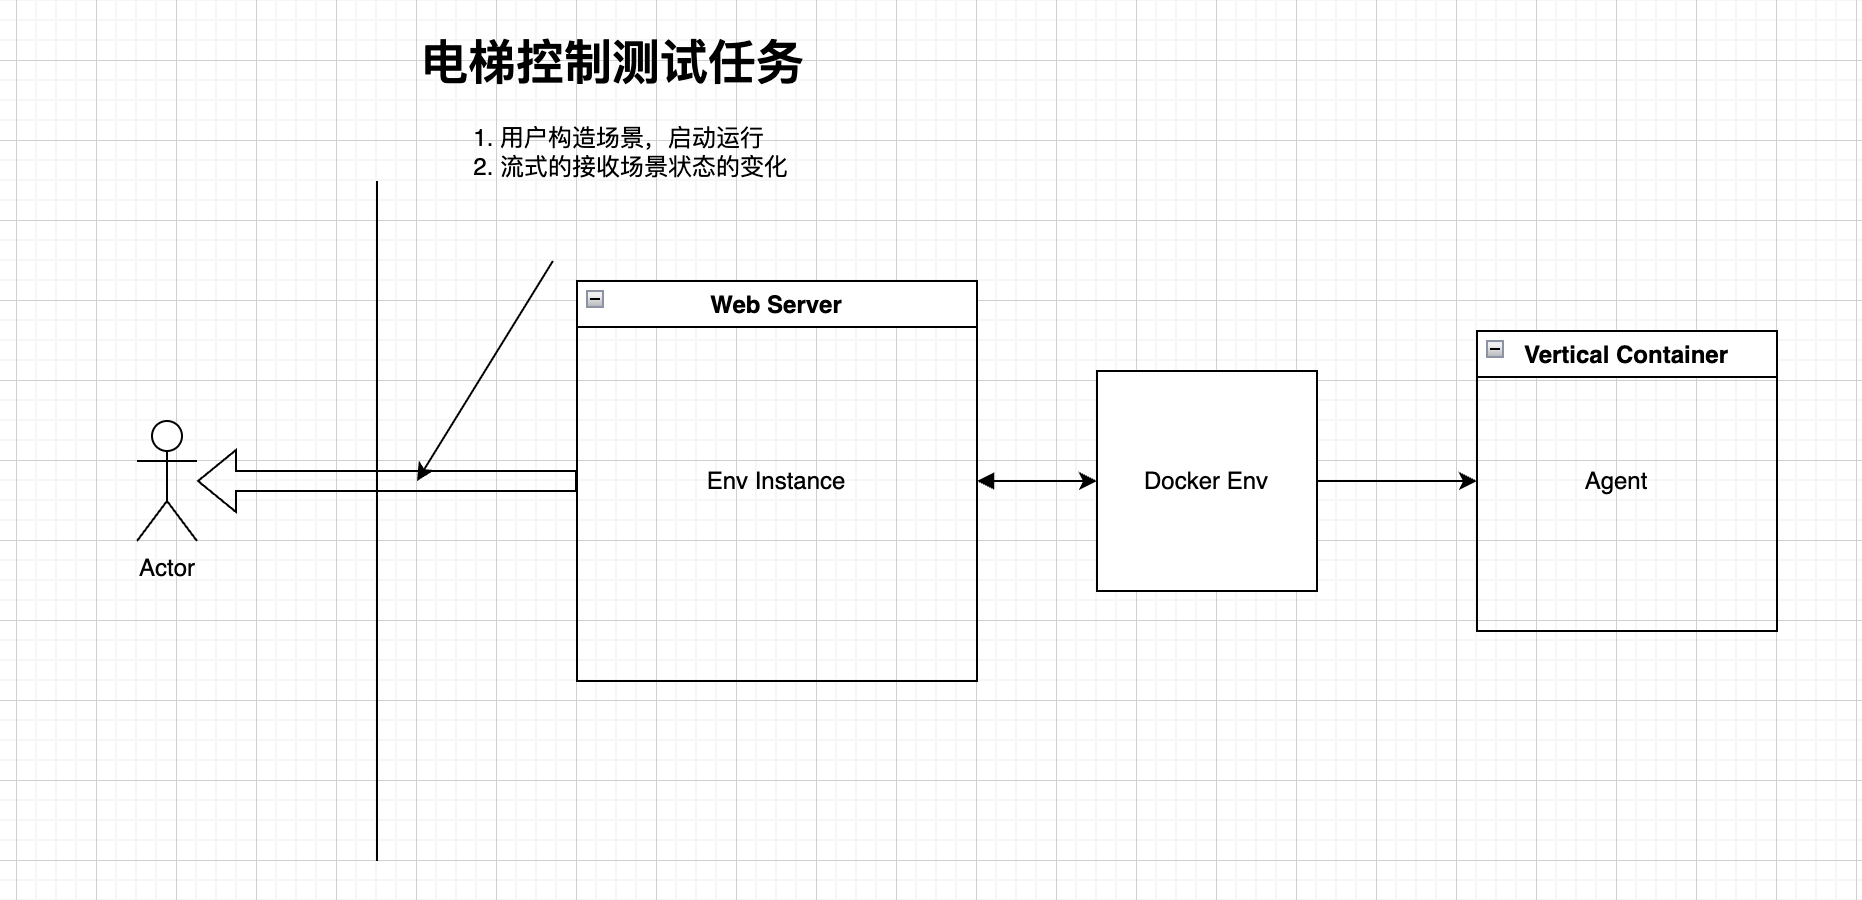 电梯控制测试任务
1. 用户构造场景，启动运行
2. 流式的接收场景状态的变化
Web Server
Vertical Container
Env Instance
Docker Env
Agent
Actor